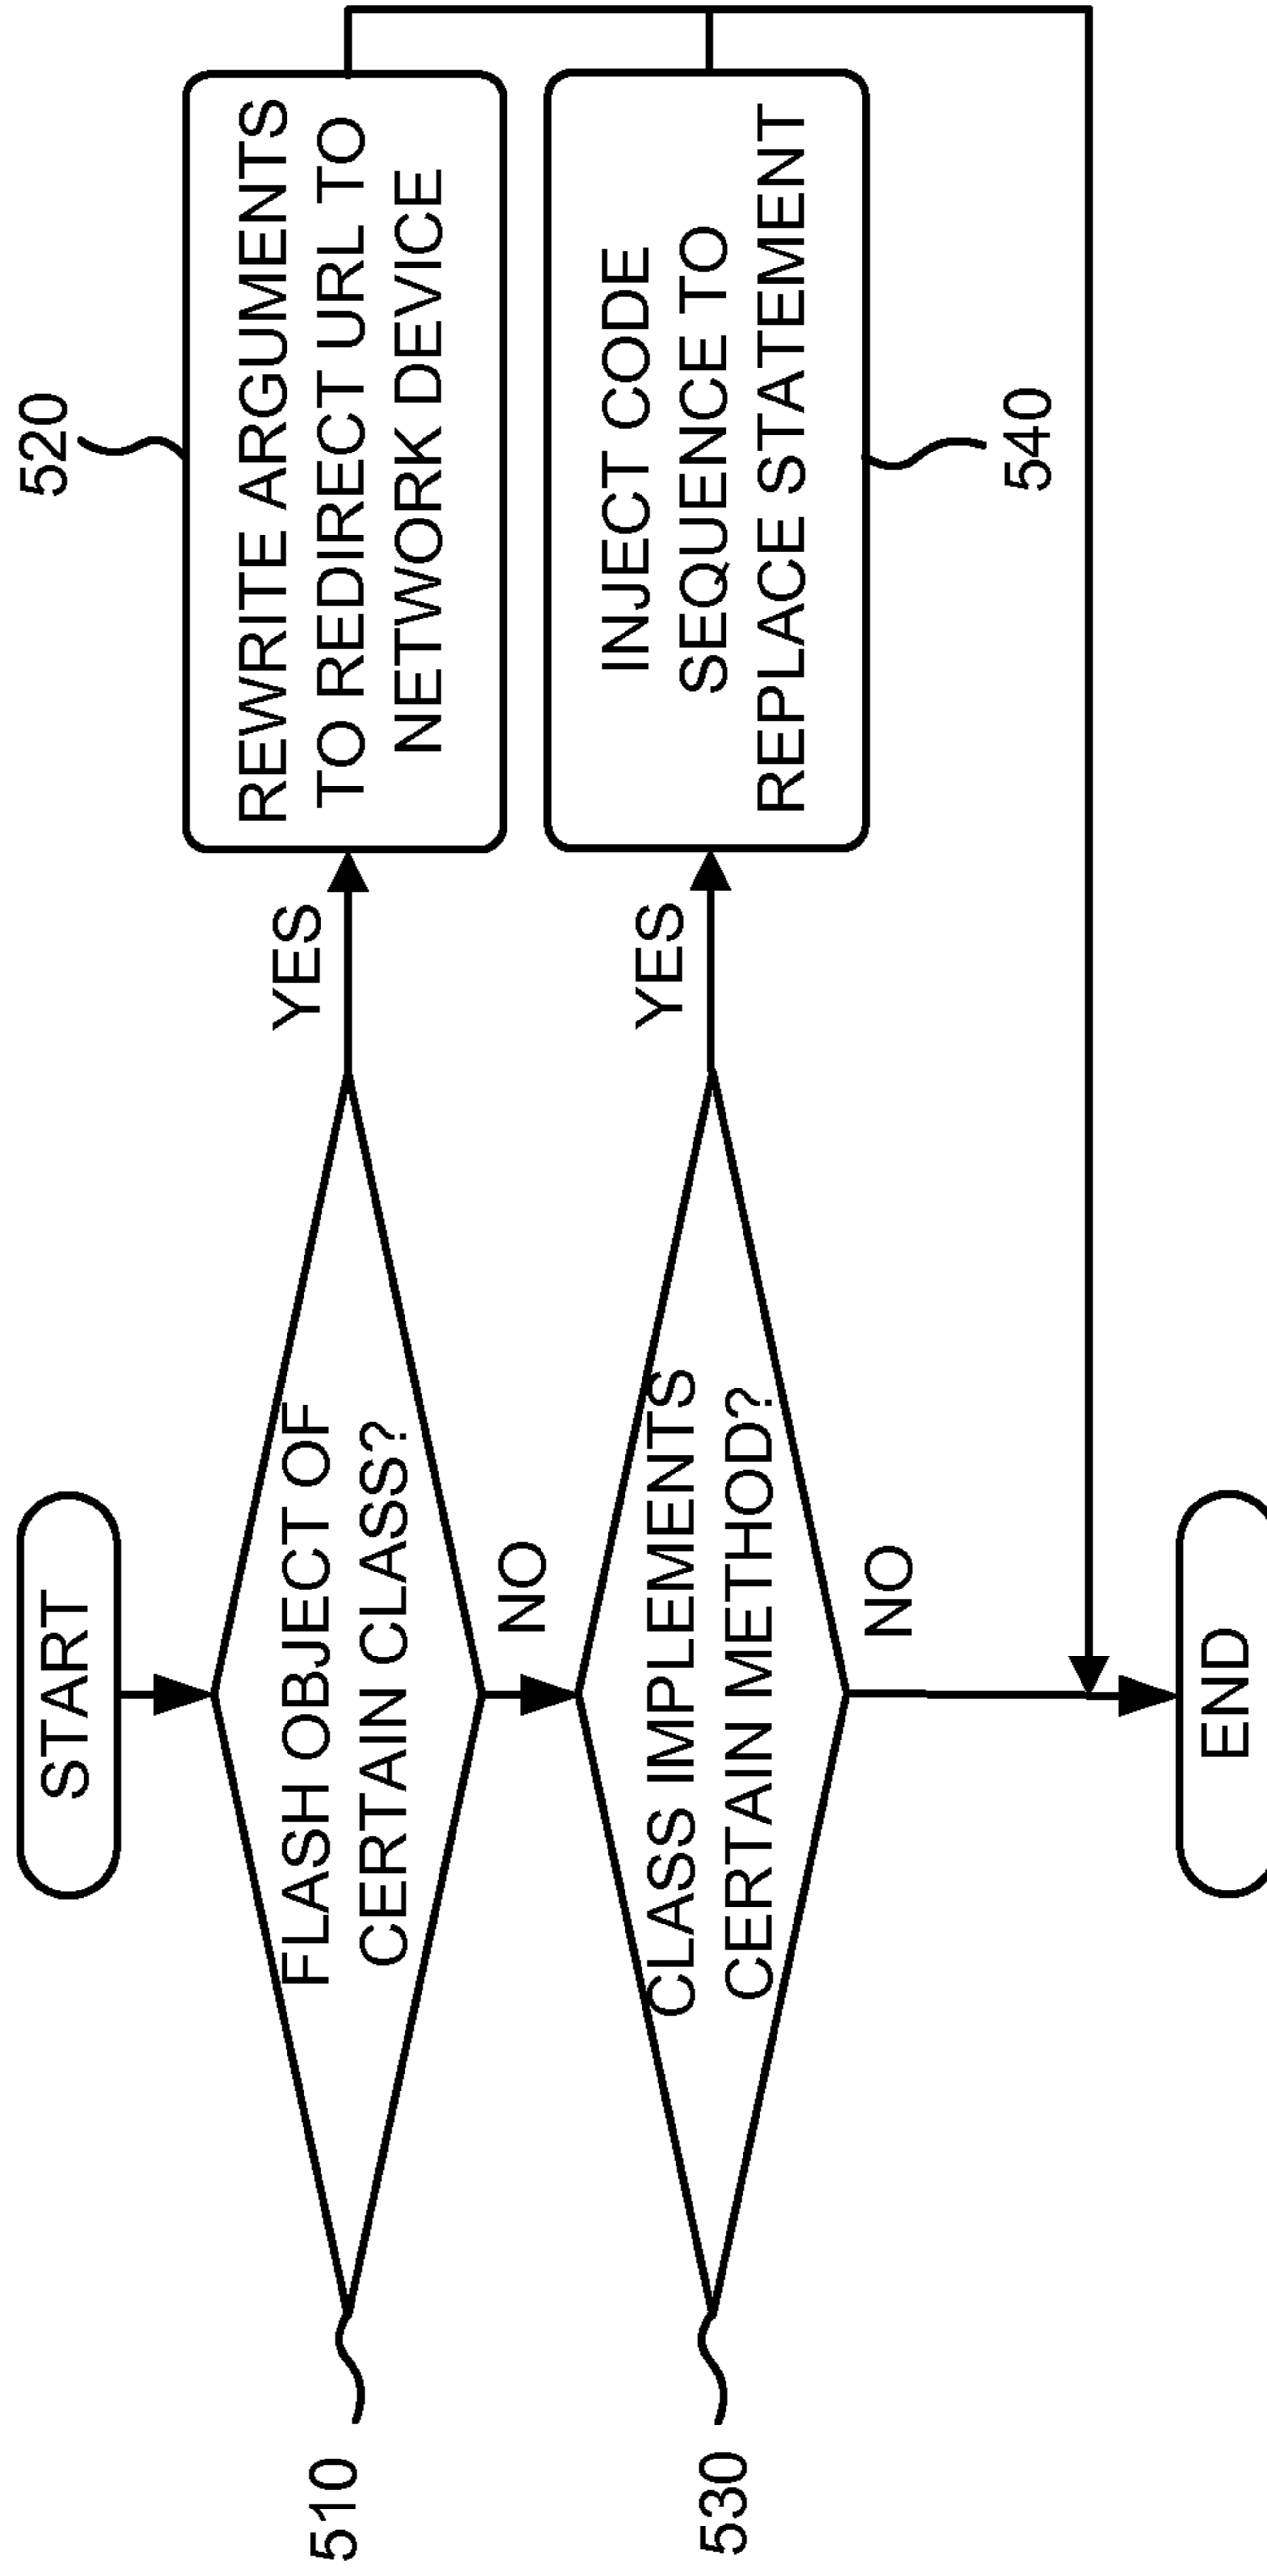 START
510
FLASH OBJECT OF
CERTAIN CLASS?
YES
520
REWRITE ARGUMENTS
TO REDIRECT URL TO
NETWORK DEVICE
NO
530
CLASS IMPLEMENTS
CERTAIN METHOD?
YES
INJECT CODE
SEQUENCE TO
REPLACE STATEMENT
540
NO
END